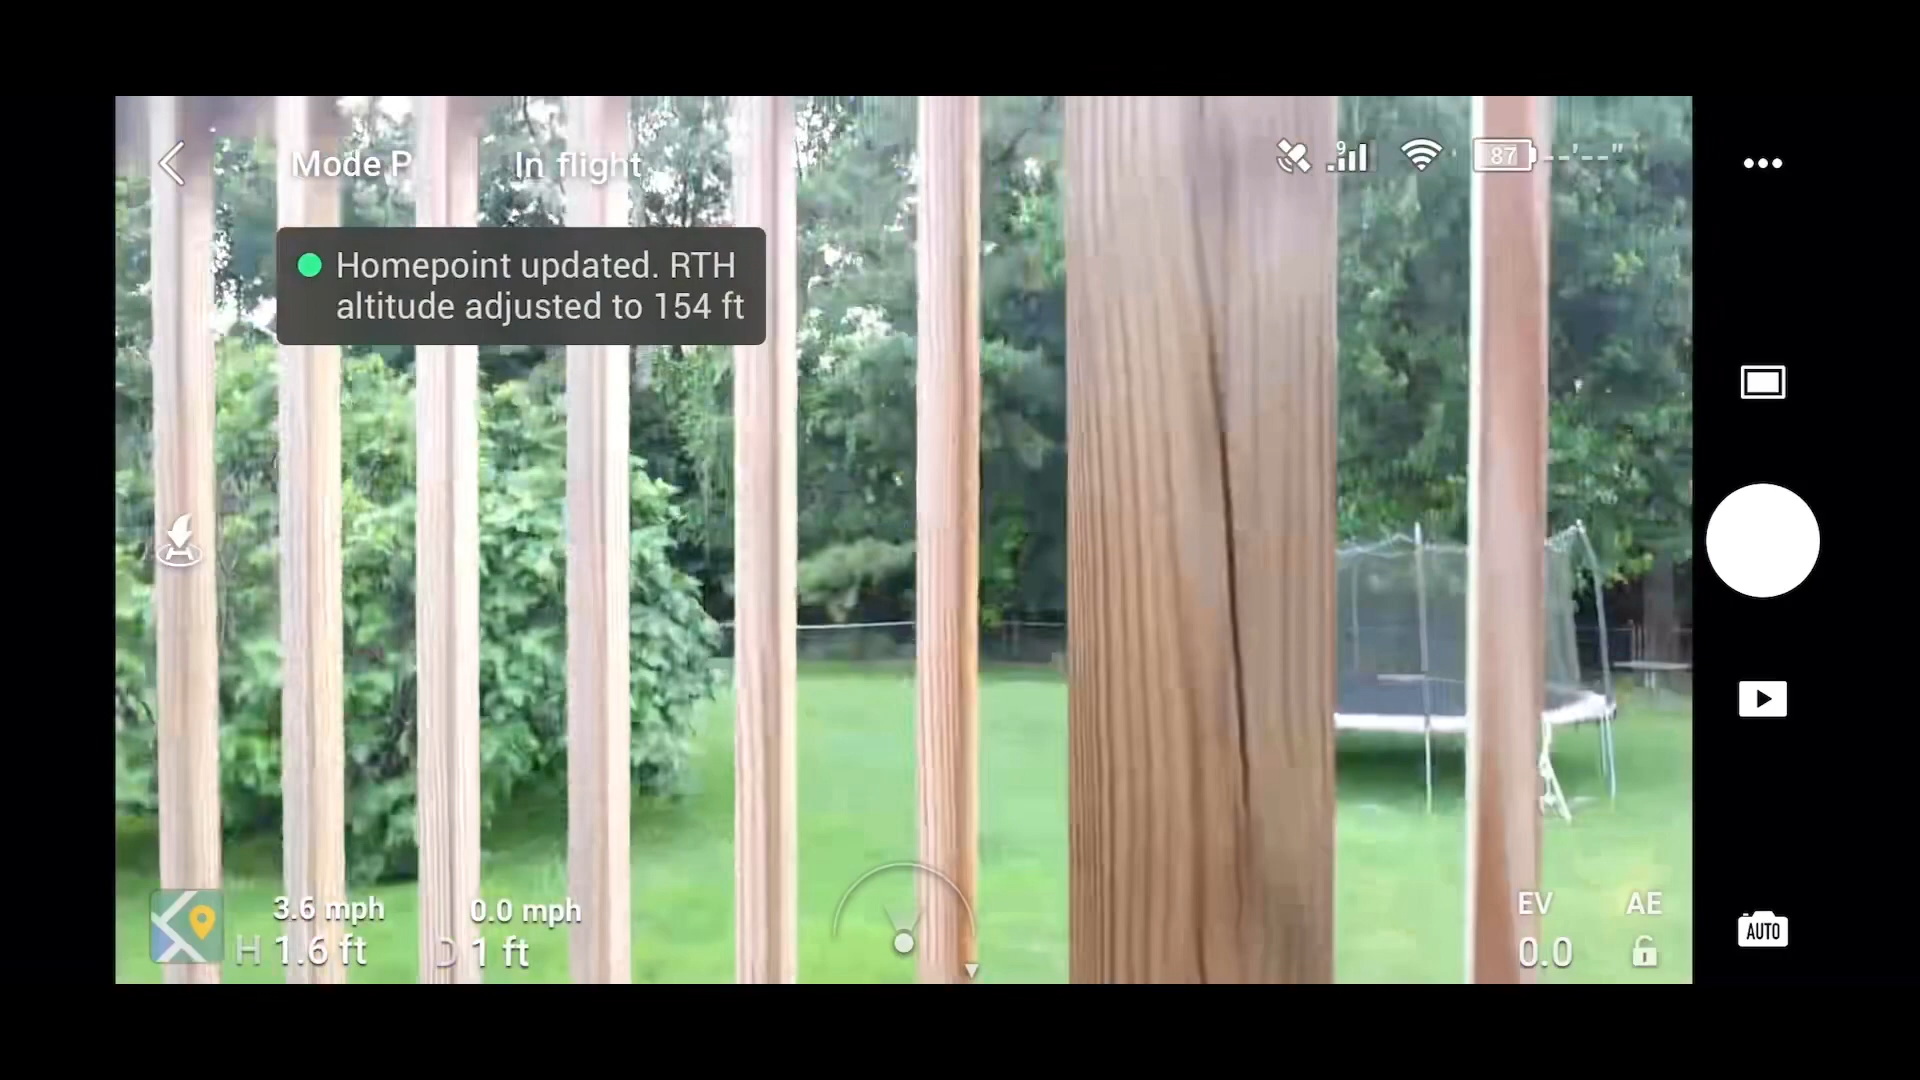 Mode P In flight 9 87 --'--"
Homepoint updated. RTH
altitude adjusted to 154 ft
3.6 mph 0.0 mph
H 1.6 ft D 1 ft
EV AE
0.0
AUTO